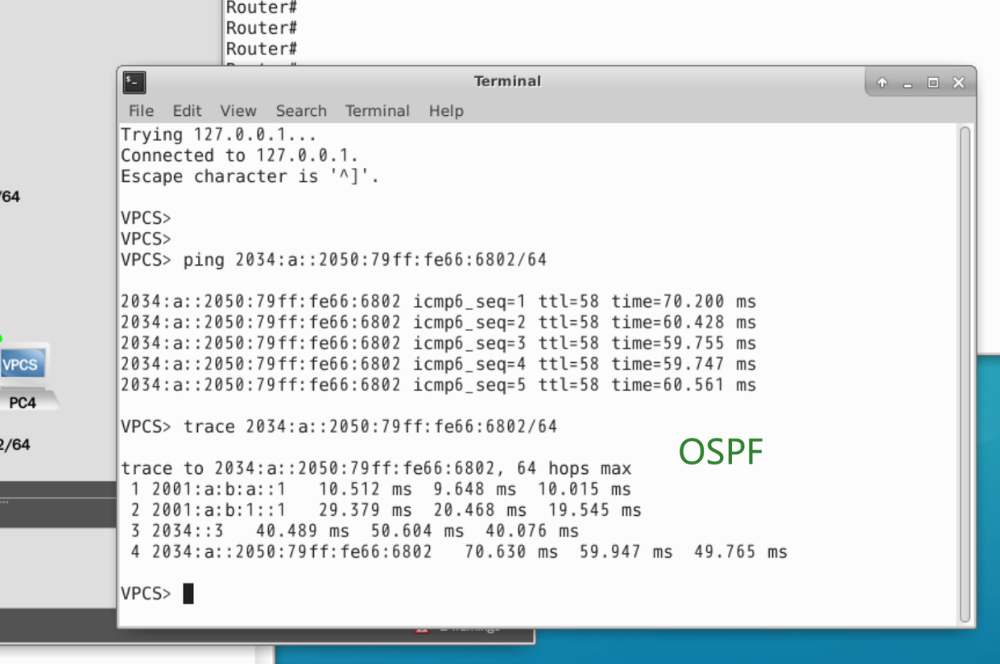 Router#
Router#
Router#
Terminal
File Edit View Search Terminal Help
Trying 127.0.0.1...
Connected to 127.0.0.1.
Escape character is '^]'.
VPCS>
VPCS>
VPCS> ping 2034:a::2050:79ff:fe66:6802/64
2034:a::2050:79ff:fe66:6802 icmp6_seq=1 ttl=58 time=70.200 ms
2034:a::2050:79ff:fe66:6802 icmp6_seq=2 ttl=58 time=60.428 ms
2034:a::2050:79ff:fe66:6802 icmp6_seq=3 ttl=58 time=59.755 ms
2034:a::2050:79ff:fe66:6802 icmp6_seq=4 ttl=58 time=59.747 ms
2034:a::2050:79ff:fe66:6802 icmp6_seq=5 ttl=58 time=60.561 ms
VPCS> trace 2034:a::2050:79ff:fe66:6802/64
OSPF
trace to 2034:a::2050:79ff:fe66:6802, 64 hops max
1 2001:a:b:a::1 10.512 ms 9.648 ms 10.015 ms
2 2001:a:b:1::1 29.379 ms 20.468 ms 19.545 ms
3 2034::3 40.489 ms 50.604 ms 40.076 ms
4 2034:a::2050:79ff:fe66:6802 70.630 ms 59.947 ms 49.765 ms
VPCS>
/64
VPCS
PC4
2/64